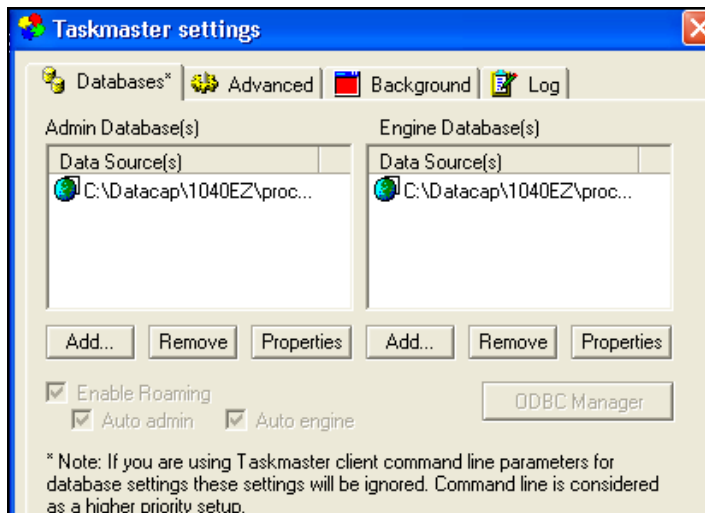 Taskmaster settings
Databases* Advanced Background Log
Admin Database(s) Engine Database(s)
Data Source(s) Data Source(s)
C:\Datacap\1040EZ\proc... C:\Datacap\1040EZ\proc...
Add... Remove Properties Add... Remove Properties
Enable Roaming ODBC Manager
Auto admin Auto engine
* Note: If you are using Taskmaster client command line parameters for
database settings these settings will be ignored. Command line is considered
as a higher priority setup.